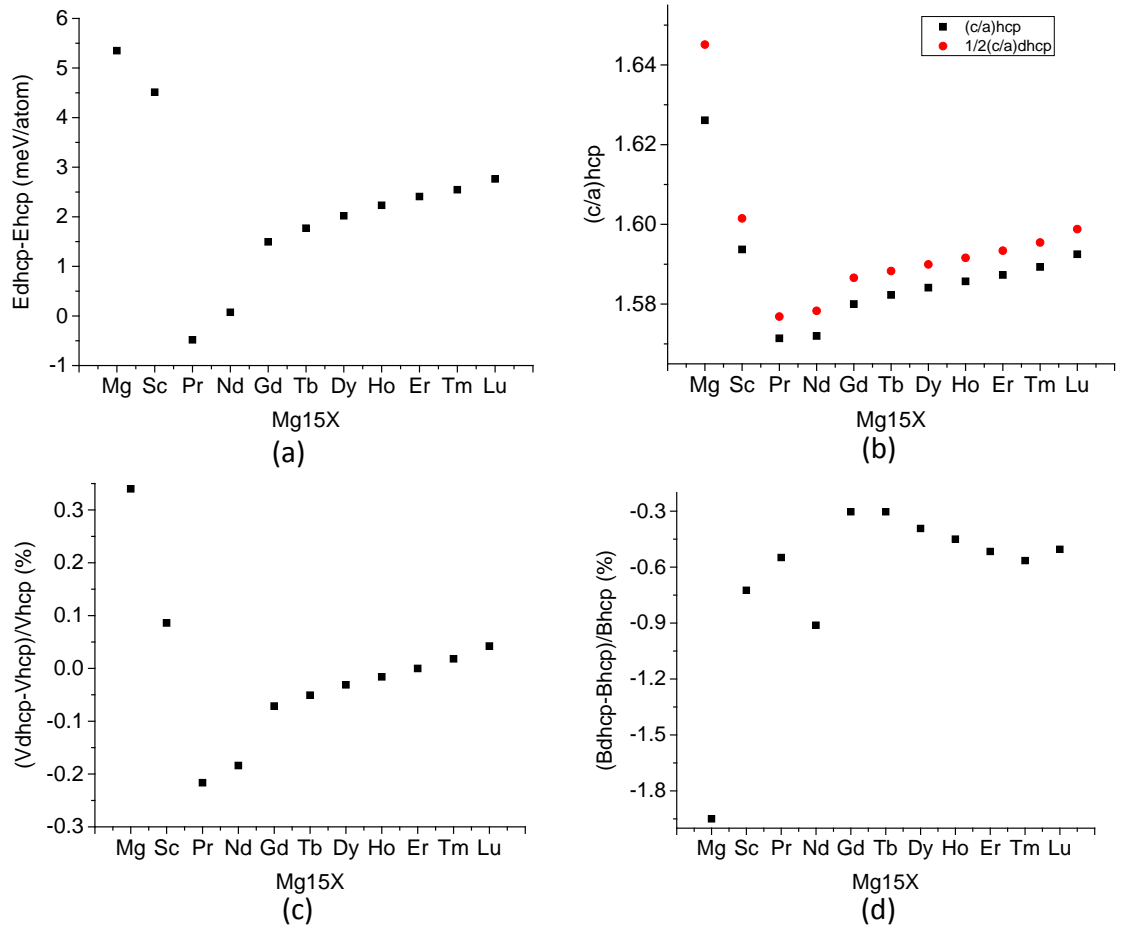 6
5
4
3
2
1
0
-1
Edhcp-Ehcp (meV/atom)
Mg Sc Pr Nd Gd Tb Dy Ho Er Tm Lu
Mg15X
(a)
(c/a)hcp
1/2(c/a)dhcp
1.64
1.62
1.60
1.58
(c/a)hcp
Mg Sc Pr Nd Gd Tb Dy Ho Er Tm Lu
Mg15X
(b)
0.3
0.2
0.1
0.0
-0.1
-0.2
-0.3
(Vdhcp-Vhcp)/Vhcp (%)
Mg Sc Pr Nd Gd Tb Dy Ho Er Tm Lu
Mg15X
(c)
-0.3
-0.6
-0.9
-1.2
-1.5
-1.8
(Bdhcp-Bhcp)/Bhcp (%)
Mg Sc Pr Nd Gd Tb Dy Ho Er Tm Lu
Mg15X
(d)